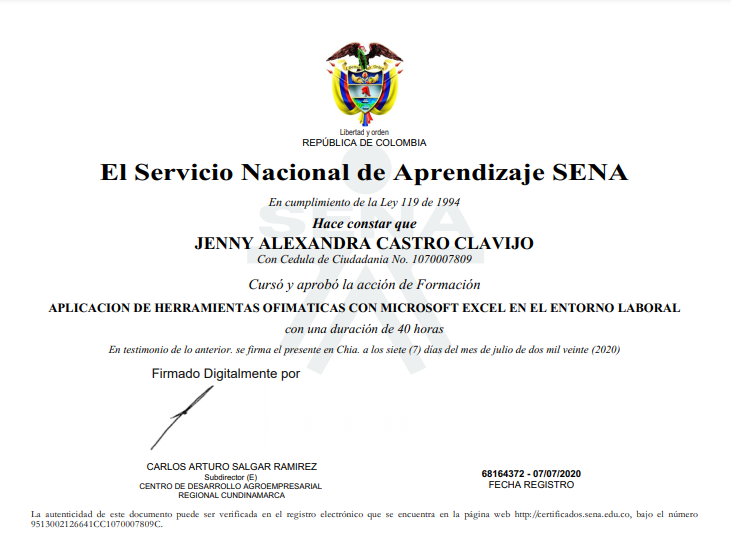 Libertad y orden
REPÚBLICA DE COLOMBIA
El Servicio Nacional de Aprendizaje SENA
En cumplimiento de la Ley 119 de 1994
SENA
Hace constar que
JENNY ALEXANDRA CASTRO CLAVIJO
Con Cedula de Ciudadania No. 1070007809
Cursó y aprobó la acción de Formación
APLICACION DE HERRAMIENTAS OFIMATICAS CON MICROSOFT EXCEL EN EL ENTORNO LABORAL
con una duración de 40 horas
En testimonio de lo anterior. se firma el presente en Chia. a los siete (7) días del mes de julio de dos mil veinte (2020)
Firmado Digitalmente por
CARLOS ARTURO SALGAR RAMIREZ
Subdirector (E)
CENTRO DE DESARROLLO AGROEMPRESARIAL
REGIONAL CUNDINAMARCA
68164372 - 07/07/2020
FECHA REGISTRO
La autenticidad de este documento puede ser verificada en el registro electrónico que se encuentra en la página web http://certificados.sena.edu.co, bajo el número
9513002126641CC1070007809C.